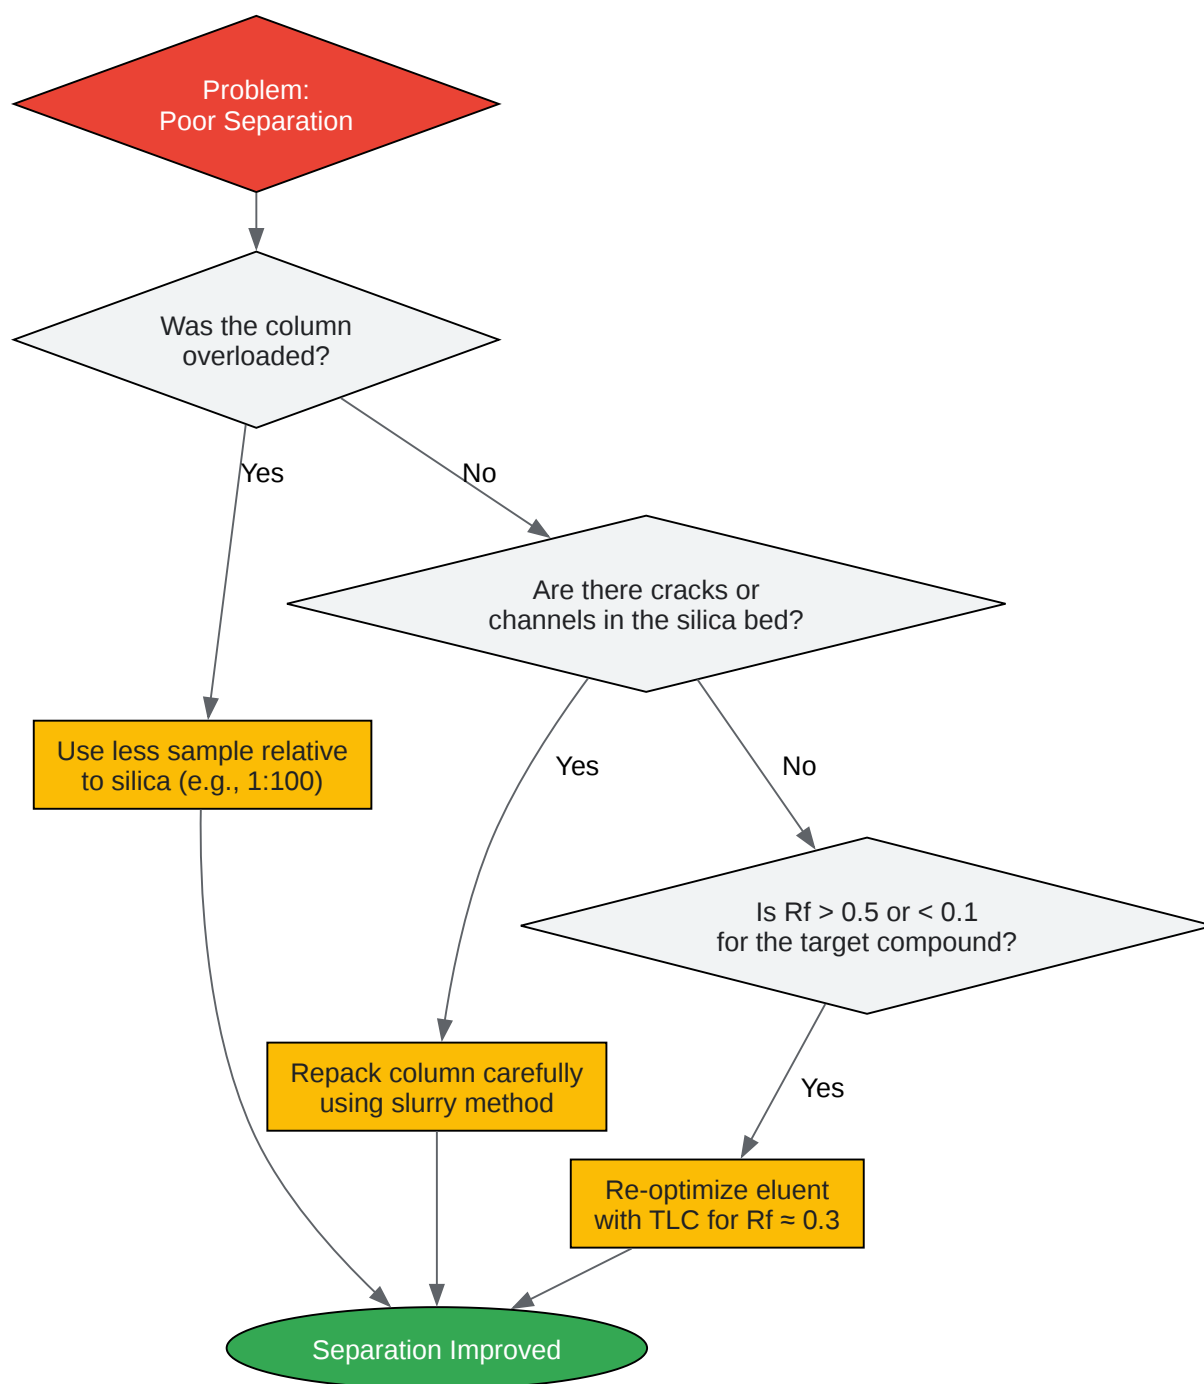 Problem:
Poor Separation
Was the column
overloaded?
Yes
No
Are there cracks or
channels in the silica bed?
Use less sample relative
to silica (e.g., 1:100)
Yes
No
Is Rf > 0.5 or < 0.1
for the target compound?
Repack column carefully
using slurry method
Yes
Re-optimize eluent
with TLC for Rf ≈ 0.3
Separation Improved